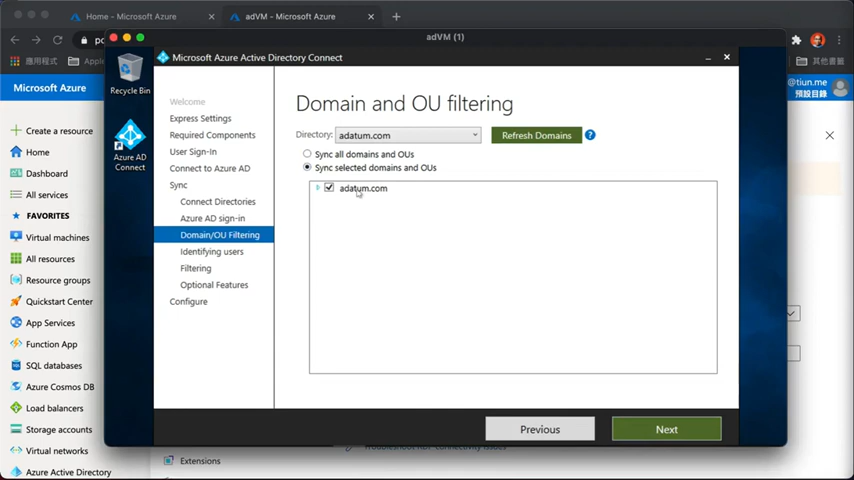 Home - Microsoft Azure
adVM - Microsoft Azure
adVM (1)
應用程式
其他書籤
Microsoft Azure
@tiun.me
預設目錄
Create a resource
Home
Dashboard
All services
FAVORITES
Virtual machines
All resources
Resource groups
Quickstart Center
App Services
Function App
SQL databases
Azure Cosmos DB
Load balancers
Storage accounts
Virtual networks
Azure Active Directory
Extensions
Recycle Bin
Azure AD
Connect
Microsoft Azure Active Directory Connect
Welcome
Express Settings
Required Components
User Sign-In
Connect to Azure AD
Sync
Connect Directories
Azure AD sign-in
Domain/OU Filtering
Identifying users
Filtering
Optional Features
Configure
Domain and OU filtering
Directory:
adatum.com
Refresh Domains
?
Sync all domains and OUs
Sync selected domains and OUs
adatum.com
Previous
Next